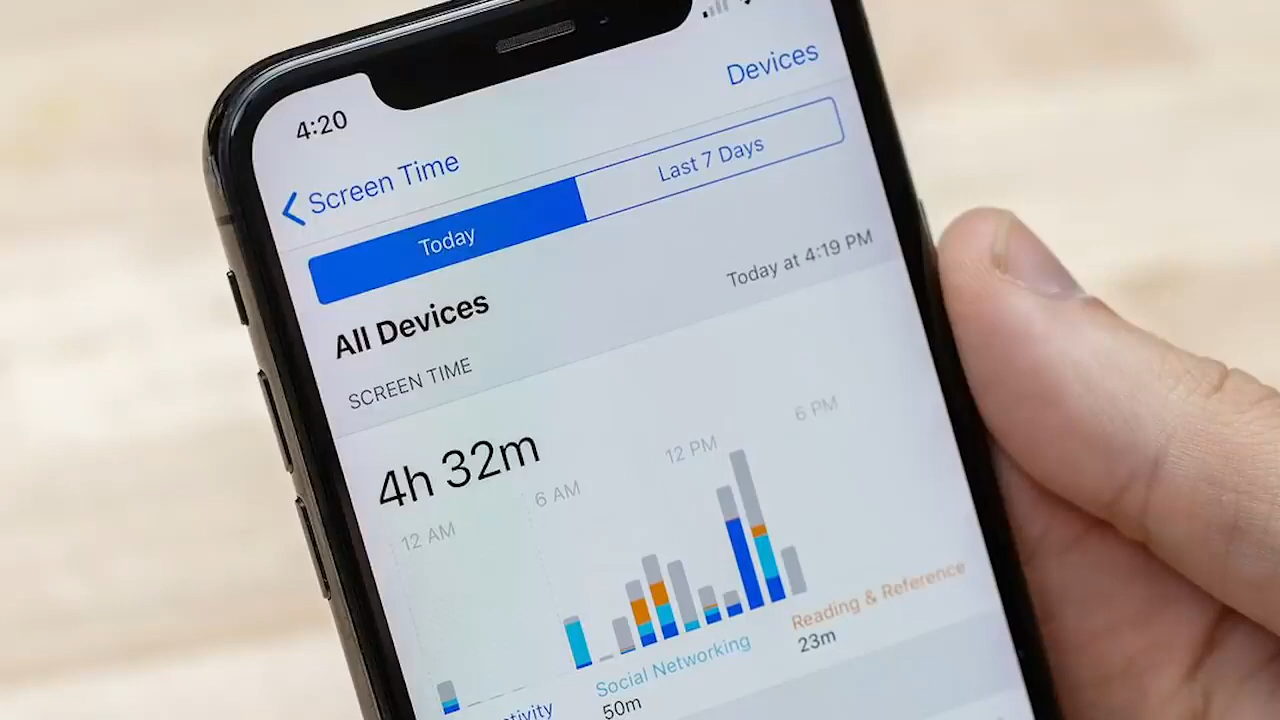 4:20
Screen Time
Devices
Today
Last 7 Days
All Devices
Today at 4:19 PM
SCREEN TIME
4h 32m
12 AM
6 AM
12 PM
6 PM
Social Networking
50m
Reading & Reference
23m